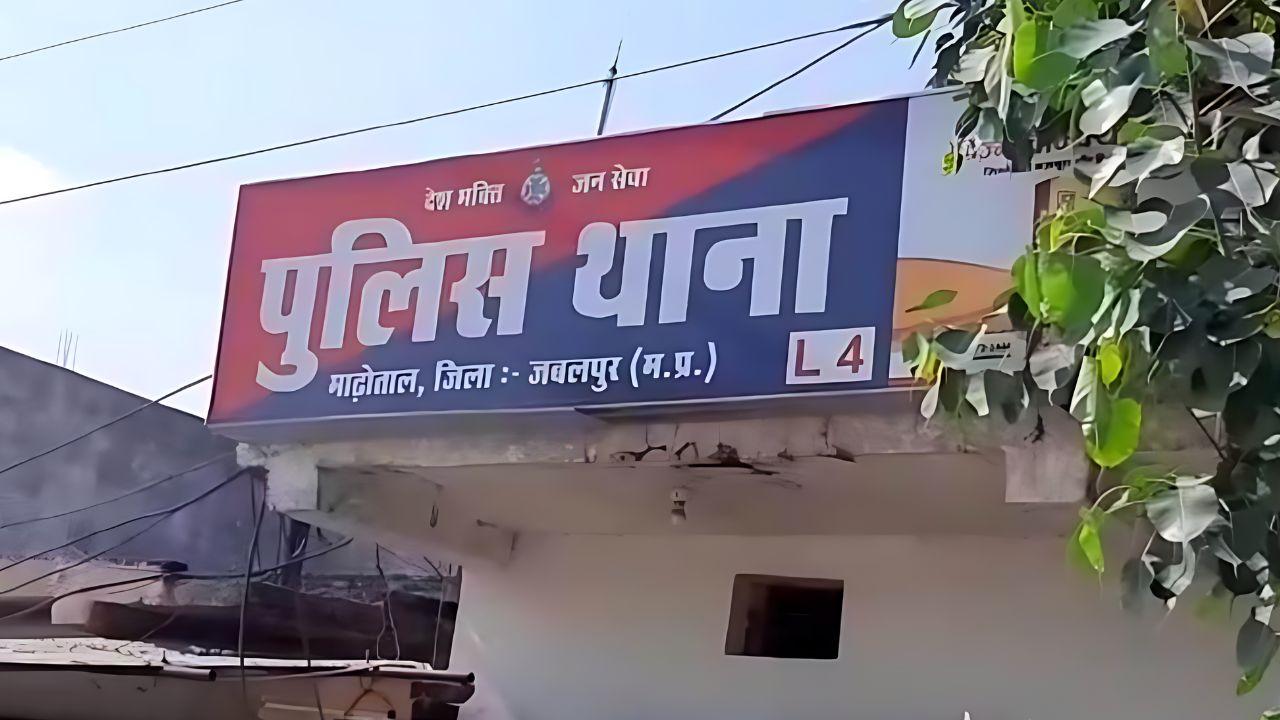 देश भक्ति जन सेवा
पुलिस थाना
माढ़ोताल, जिला :- जबलपुर (म.प्र.)
L 4